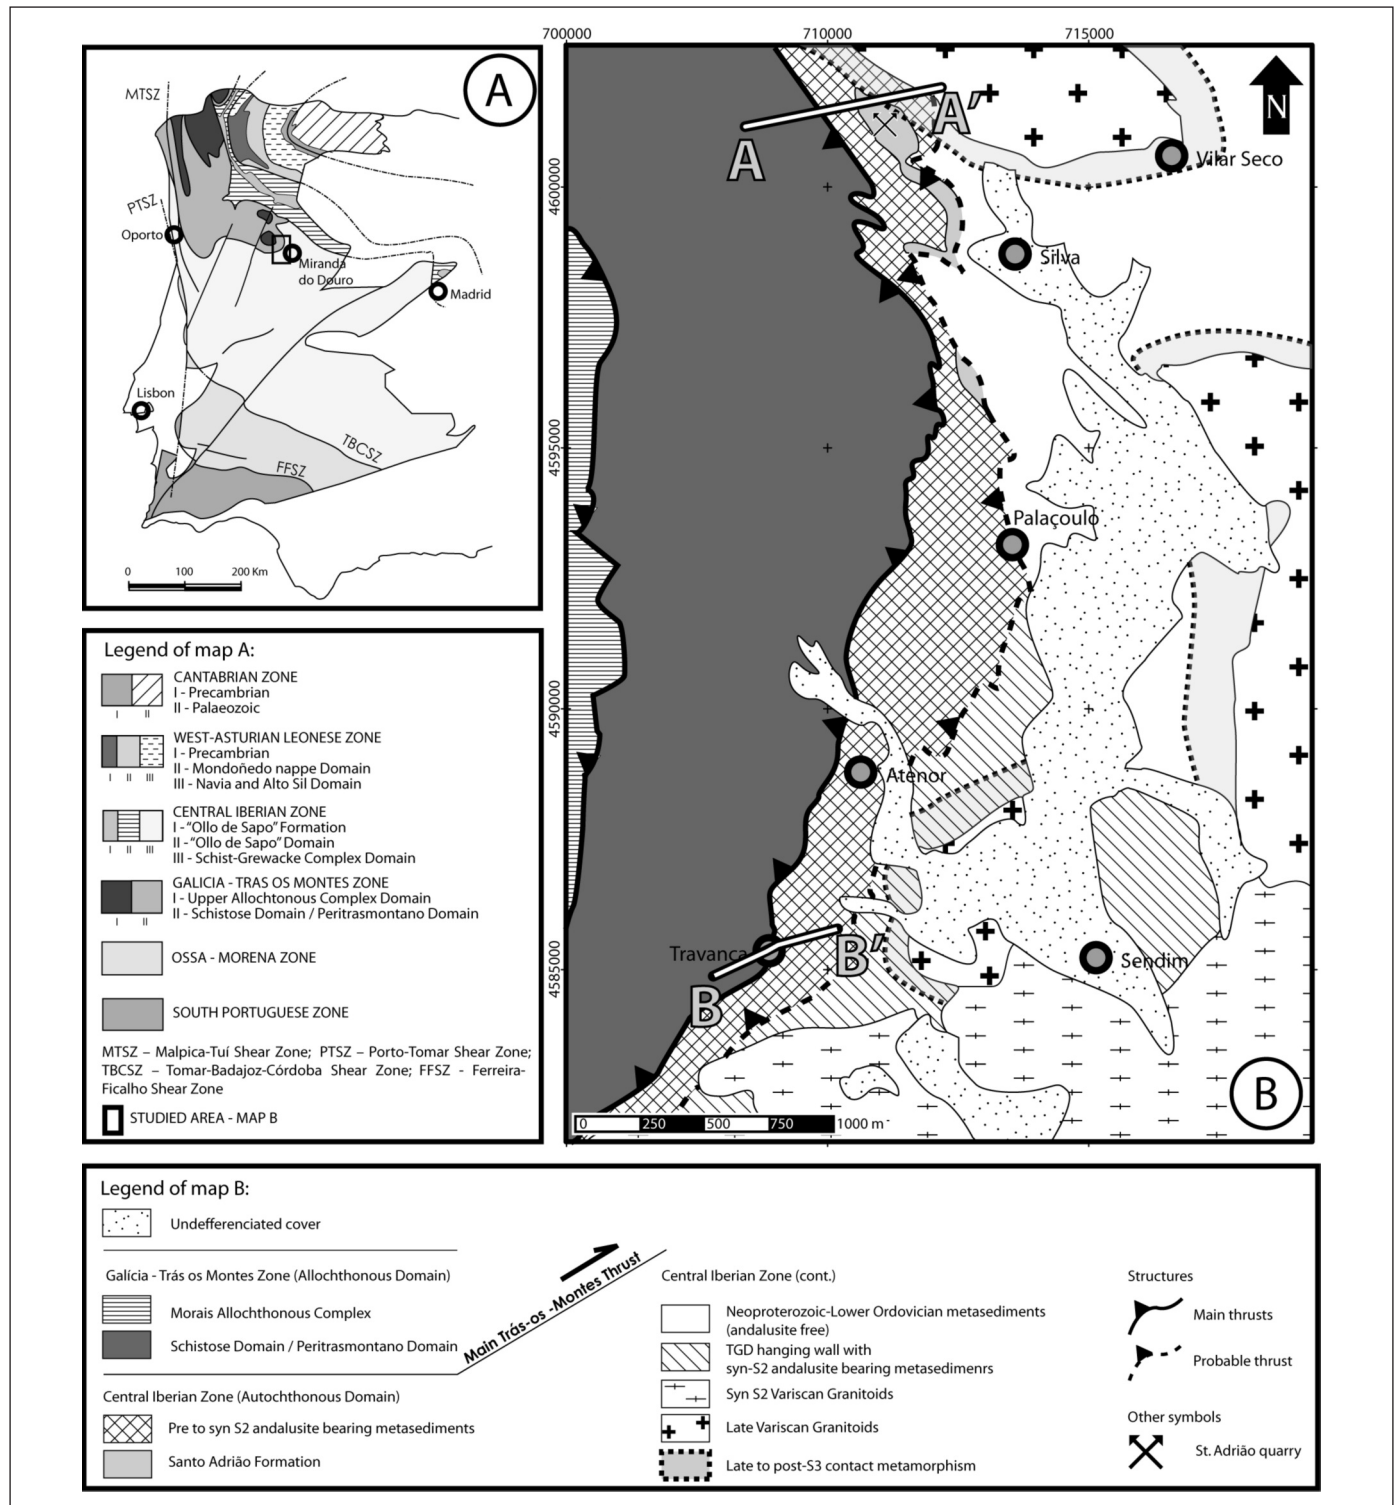 A
MTSZ
PTSZ
Oporto
Miranda
do Douro
Madrid
Lisbon
TBCSZ
FFSZ
0 100 200 Km
Legend of map A:
CANTABRIAN ZONE
I - Precambrian
II - Palaeozoic
I II
WEST-ASTURIAN LEONESE ZONE
I - Precambrian
II - Mondoñedo nappe Domain
III - Navia and Alto Sil Domain
I II III
CENTRAL IBERIAN ZONE
I -"Ollo de Sapo" Formation
II -"Ollo de Sapo" Domain
III - Schist-Grewacke Complex Domain
I II III
GALICIA - TRAS OS MONTES ZONE
I - Upper Allochtonous Complex Domain
II - Schistose Domain / Peritrasmontano Domain
I II
OSSA - MORENA ZONE
SOUTH PORTUGUESE ZONE
MTSZ – Malpica-Tuí Shear Zone; PTSZ – Porto-Tomar Shear Zone;
TBCSZ – Tomar-Badajoz-Córdoba Shear Zone; FFSZ - Ferreira-
Ficalho Shear Zone
STUDIED AREA - MAP B
700000 710000 715000
4600000
4595000
4590000
4585000
N
A
A'
Vilar Seco
Silva
Palaçoulo
Atenor
Travanca
B
B'
Sendim
B
0 250 500 750 1000 m
Legend of map B:
Undefferenciated cover
Galícia - Trás os Montes Zone (Allochthonous Domain)
Morais Allochthonous Complex
Schistose Domain / Peritrasmontano Domain
Main Trás-os -Montes Thrust
Central Iberian Zone (Autochthonous Domain)
Pre to syn S2 andalusite bearing metasediments
Santo Adrião Formation
Central Iberian Zone (cont.)
Neoproterozoic-Lower Ordovician metasediments
(andalusite free)
TGD hanging wall with
syn-S2 andalusite bearing metasedimenrs
Syn S2 Variscan Granitoids
Late Variscan Granitoids
Late to post-S3 contact metamorphism
Structures
Main thrusts
Probable thrust
Other symbols
St. Adrião quarry